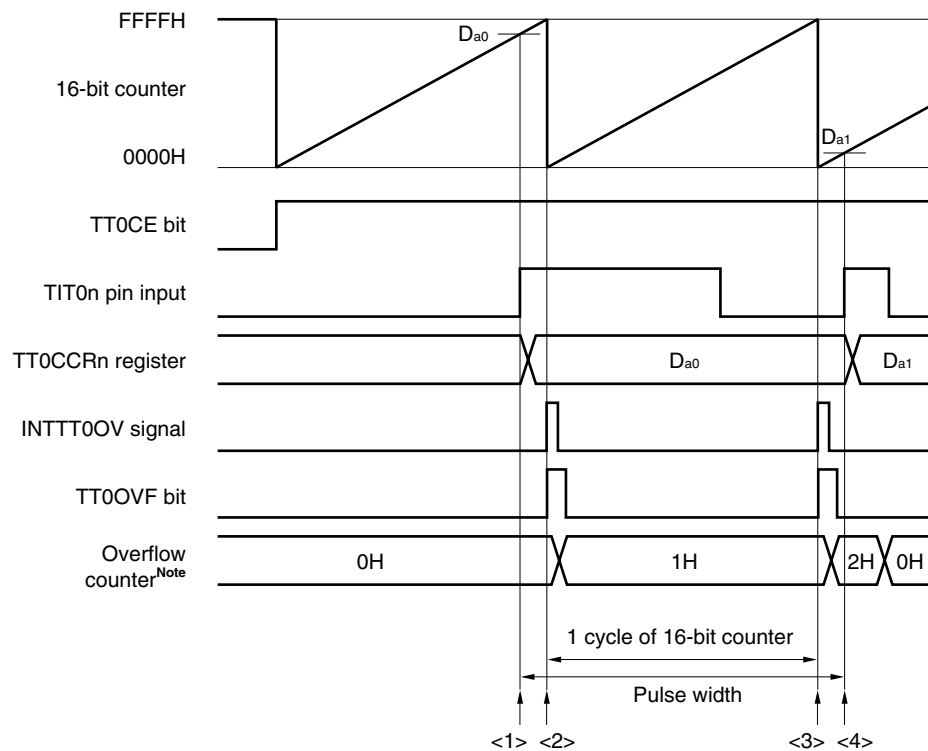 FFFFH
Da0
16-bit counter
0000H
Da1
TT0CE bit
TIT0n pin input
TT0CCRn register
Da0
Da1
INTTT0OV signal
TT0OVF bit
Overflow
counterNote
0H
1H
2H
0H
1 cycle of 16-bit counter
Pulse width
<1> <2> <3> <4>